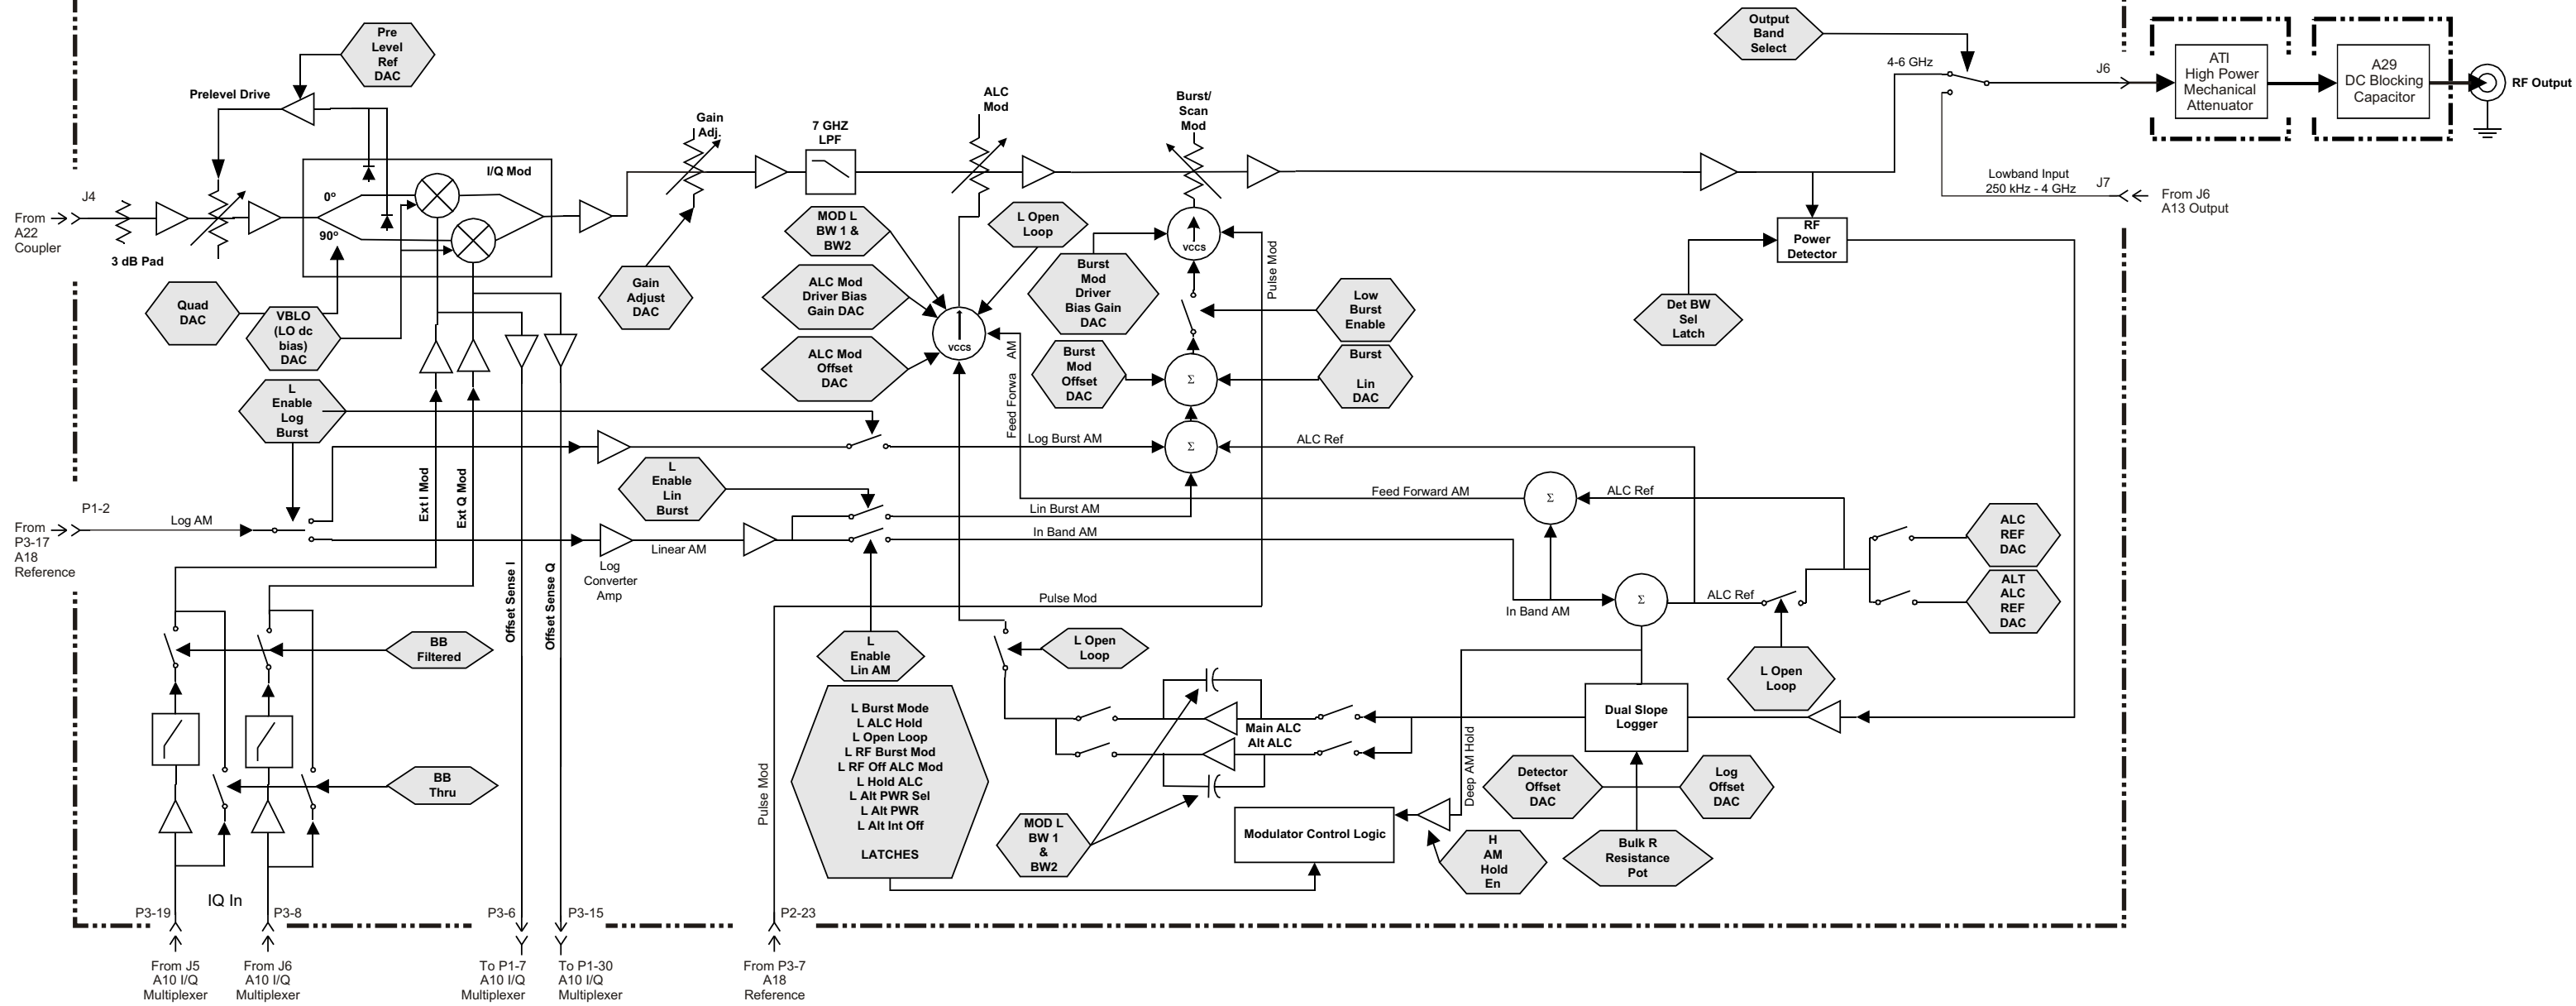 Pre
Level
Ref
DAC
Prelevel Drive
J4
From
A22
Coupler
3 dB Pad
0º
90º
I/Q Mod
Quad
DAC
VBLO
(LO dc
bias)
DAC
L
Enable
Log
Burst
Gain
Adj.
7 GHZ
LPF
ALC
Mod
Burst/
Scan
Mod
Output
Band
Select
4-6 GHz
J6
ATI
High Power
Mechanical
Attenuator
A29
DC Blocking
Capacitor
RF Output
Lowband Input
250 kHz - 4 GHz
J7
From J6
A13 Output
Gain
Adjust
DAC
MOD L
BW 1 &
BW2
L Open
Loop
ALC Mod
Driver Bias
Gain DAC
ALC Mod
Offset
DAC
VCCS
Feed Forwa AM
VCCS
Burst
Mod
Driver
Bias Gain
DAC
Pulse Mod
Low
Burst
Enable
Burst
Mod
Offset
DAC
Σ
Burst
Lin
DAC
RF
Power
Detector
Det BW
Sel
Latch
Log Burst AM
Σ
ALC Ref
L
Enable
Lin
Burst
Feed Forward AM
Σ
ALC Ref
Lin Burst AM
In Band AM
P1-2
From
P3-17
A18
Reference
Log AM
Ext I Mod
Ext Q Mod
Offset Sense I
Offset Sense Q
Log
Converter
Amp
Linear AM
ALC
REF
DAC
ALT
ALC
REF
DAC
In Band AM
Σ
ALC Ref
Pulse Mod
L
Enable
Lin AM
L Open
Loop
L Open
Loop
BB
Filtered
BB
Thru
L Burst Mode
L ALC Hold
L Open Loop
L RF Burst Mod
L RF Off ALC Mod
L Hold ALC
L Alt PWR Sel
L Alt PWR
L Alt Int Off
LATCHES
Pulse Mod
Main ALC
Alt ALC
Dual Slope
Logger
Deep AM Hold
Detector
Offset
DAC
Log
Offset
DAC
MOD L
BW 1
&
BW2
Modulator Control Logic
H
AM
Hold
En
Bulk R
Resistance
Pot
IQ In
P3-19
P3-8
P3-6
P3-15
P2-23
From J5
A10 I/Q
Multiplexer
From J6
A10 I/Q
Multiplexer
To P1-7
A10 I/Q
Multiplexer
To P1-30
A10 I/Q
Multiplexer
From P3-7
A18
Reference